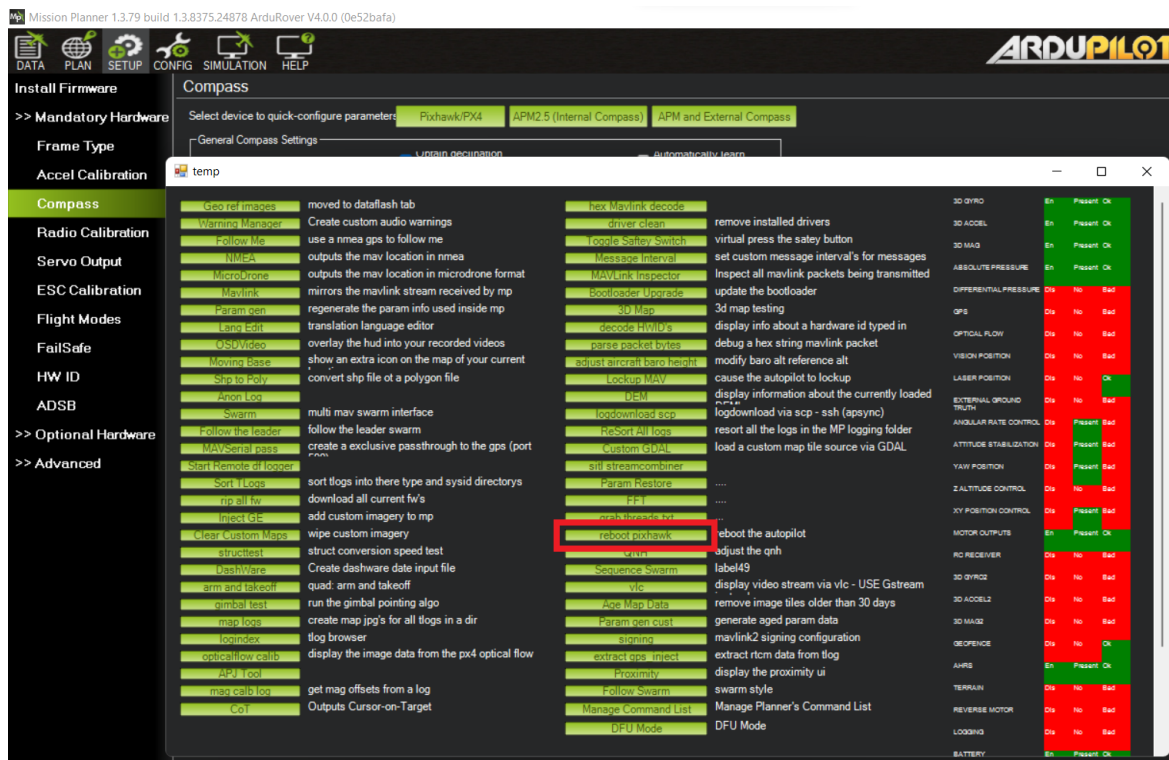 Mission Planner 1.3.79 build 1.3.8375.24878 ArduRover V4.0.0 (0e52bafa)
DATA PLAN SETUP CONFIG SIMULATION HELP
ARDUPILOT
Install Firmware
>> Mandatory Hardware
Frame Type
Accel Calibration
Compass
Radio Calibration
Servo Output
ESC Calibration
Flight Modes
FailSafe
HW ID
ADSB
>> Optional Hardware
>> Advanced
Compass
Select device to quick-configure parameters Pixhawk/PX4 APM2.5 (Internal Compass) APM and External Compass
General Compass Settings
Obtain declination Automatically learn
temp
Geo ref images moved to dataflash tab
Warning Manager Create custom audio warnings
Follow Me use a nmea gps to follow me
NMEA outputs the mav location in nmea
MicroDrone outputs the mav location in microdrone format
Mavlink mirrors the mavlink stream received by mp
Param gen regenerate the param info used inside mp
Lang Edit translation language editor
OSDVideo overlay the hud into your recorded videos
Moving Base show an extra icon on the map of your current
Shp to Poly convert shp file ot a polygon file
Anon Log
Swarm multi mav swarm interface
Follow the leader follow the leader swarm
MAVSerial pass create a exclusive passthrough to the gps (port
Start Remote df logger
Sort TLogs sort tlogs into there type and sysid directorys
rip all fw download all current fw's
Inject GE add custom imagery to mp
Clear Custom Maps wipe custom imagery
structtest struct conversion speed test
DashWare Create dashware date input file
arm and takeoff quad: arm and takeoff
gimbal test run the gimbal pointing algo
map logs create map jpg's for all tlogs in a dir
logindex tlog browser
opticalflow calib display the image data from the px4 optical flow
APJ Tool
mag calb log get mag offsets from a log
CoT Outputs Cursor-on-Target
hex Mavlink decode
driver clean remove installed drivers
Toggle Saftey Switch virtual press the satey button
Message Interval set custom message interval's for messages
MAVLink Inspector Inspect all mavlink packets being transmitted
Bootloader Upgrade update the bootloader
3D Map 3d map testing
decode HWID's display info about a hardware id typed in
parse packet bytes debug a hex string mavlink packet
adjust aircraft baro height modify baro alt reference alt
Lockup MAV cause the autopilot to lockup
DEM display information about the currently loaded
logdownload scp logdownload via scp - ssh (apsync)
ReSort All logs resort all the logs in the MP logging folder
Custom GDAL load a custom map tile source via GDAL
sitl streamcombiner
Param Restore ....
FFT ....
grab threads txt ...
reboot pixhawk reboot the autopilot
QNH adjust the qnh
Sequence Swarm label49
vlc display video stream via vlc - USE Gstream
Age Map Data remove image tiles older than 30 days
Param gen cust generate aged param data
signing mavlink2 signing configuration
extract gps_inject extract rtcm data from tlog
Proximity display the proximity ui
Follow Swarm swarm style
Manage Command List Manage Planner's Command List
DFU Mode DFU Mode
3D GYRO En Present Ok
3D ACCEL En Present Ok
3D MAG En Present Ok
ABSOLUTE PRESSURE En Present Ok
DIFFERENTIAL PRESSURE Dis No Bad
GPS Dis No Bad
OPTICAL FLOW Dis No Bad
VISION POSITION Dis No Bad
LASER POSITION Dis No Ok
EXTERNAL GROUND TRUTH Dis No Bad
ANGULAR RATE CONTROL Dis Present Bad
ATTITUDE STABILIZATION Dis Present Bad
YAW POSITION Dis Present Bad
Z ALTITUDE CONTROL Dis No Bad
XY POSITION CONTROL Dis Present Bad
MOTOR OUTPUTS En Present Ok
RC RECEIVER Dis No Bad
3D GYRO2 Dis No Bad
3D ACCEL2 Dis No Bad
3D MAG2 Dis No Bad
GEOFENCE Dis No Ok
AHRS En Present Ok
TERRAIN Dis No Bad
REVERSE MOTOR Dis No Bad
LOGGING Dis No Bad
BATTERY En Present Ok